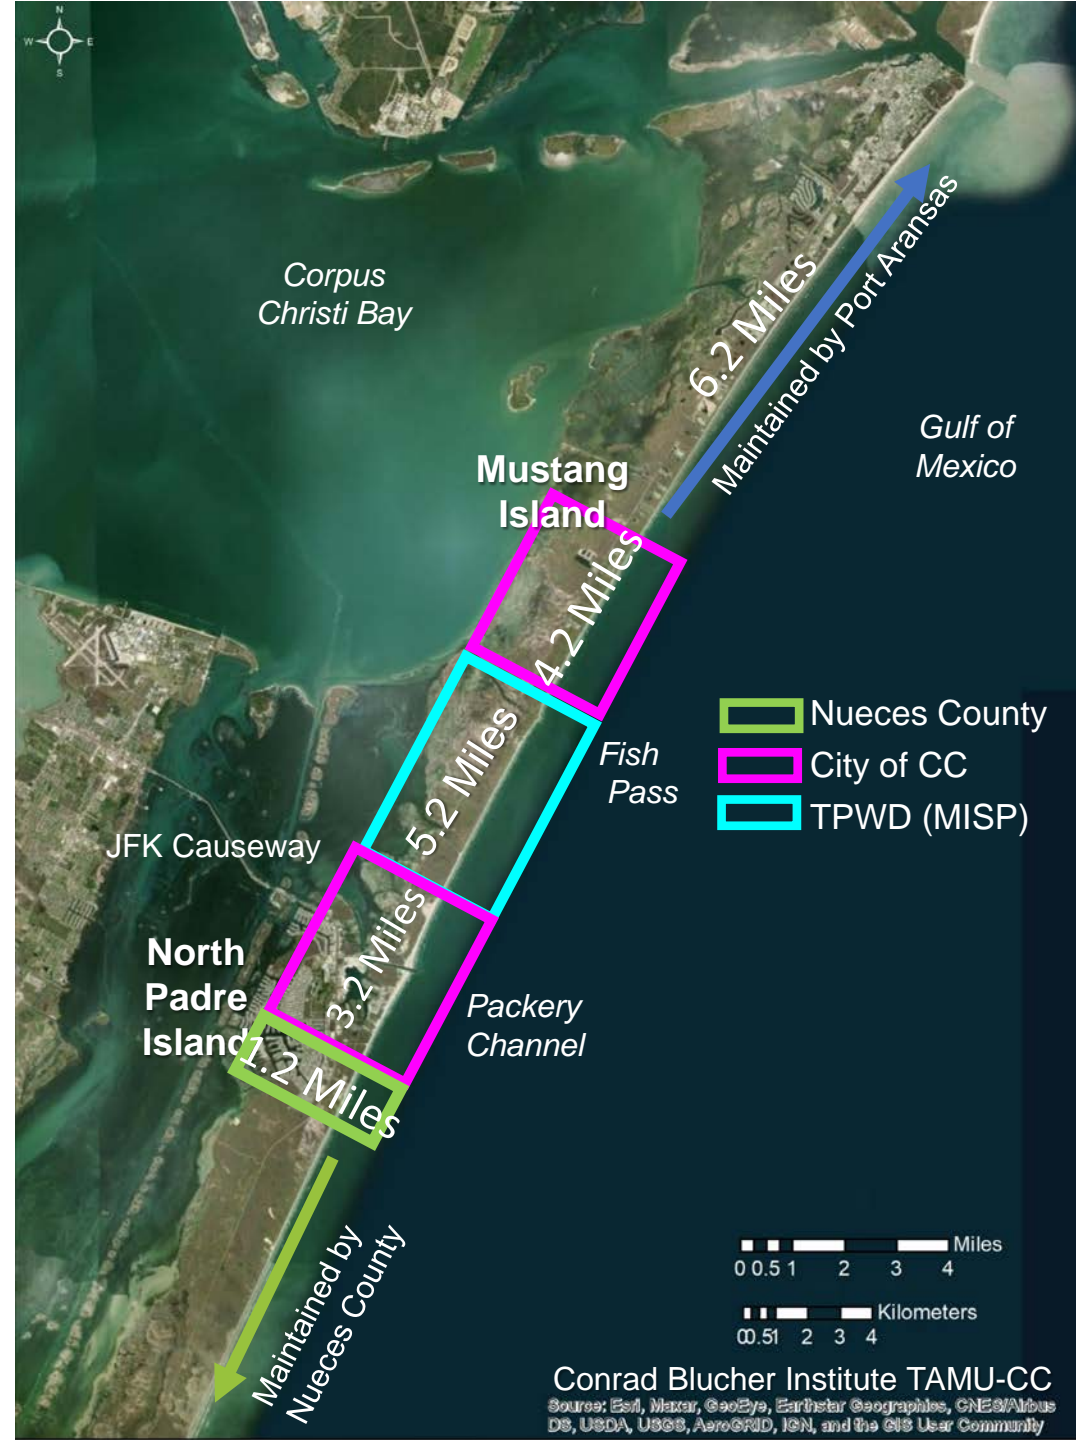 N
W E
S
Corpus
Christi Bay
6.2 Miles
Maintained by Port Aransas
Gulf of
Mexico
Mustang
Island
4.2 Miles
5.2 Miles
Fish
Pass
Nueces County
City of CC
TPWD (MISP)
JFK Causeway
3.2 Miles
North
Padre
Island
Packery
Channel
1.2 Miles
Maintained by
Nueces County
Miles
0 0.5 1 2 3 4
Kilometers
0 0.5 1 2 3 4
Conrad Blucher Institute TAMU-CC
Source: Esri, Maxar, GeoEye, Earthstar Geographics, CNES/Airbus
DS, USDA, USGS, AeroGRID, IGN, and the GIS User Community